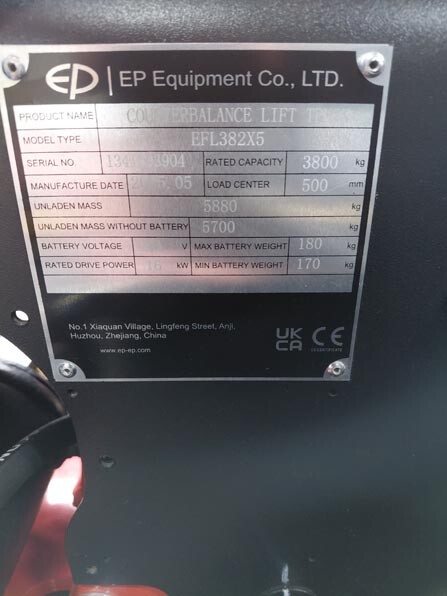 EP | EP Equipment Co., LTD.
PRODUCT NAME COUNTERBALANCE LIFT
MODEL TYPE EFL382X5
SERIAL NO. RATED CAPACITY 3800 kg
MANUFACTURE DATE LOAD CENTER 500 mm
UNLADEN MASS 5880 kg
UNLADEN MASS WITHOUT BATTERY 5700 kg
BATTERY VOLTAGE V MAX BATTERY WEIGHT 180 kg
RATED DRIVE POWER 16 kW MIN BATTERY WEIGHT 170 kg
No.1 Xiaquan Village, Lingfeng Street, Anji,
Huzhou, Zhejiang, China
www.ep-ep.com
UK
CA
CE